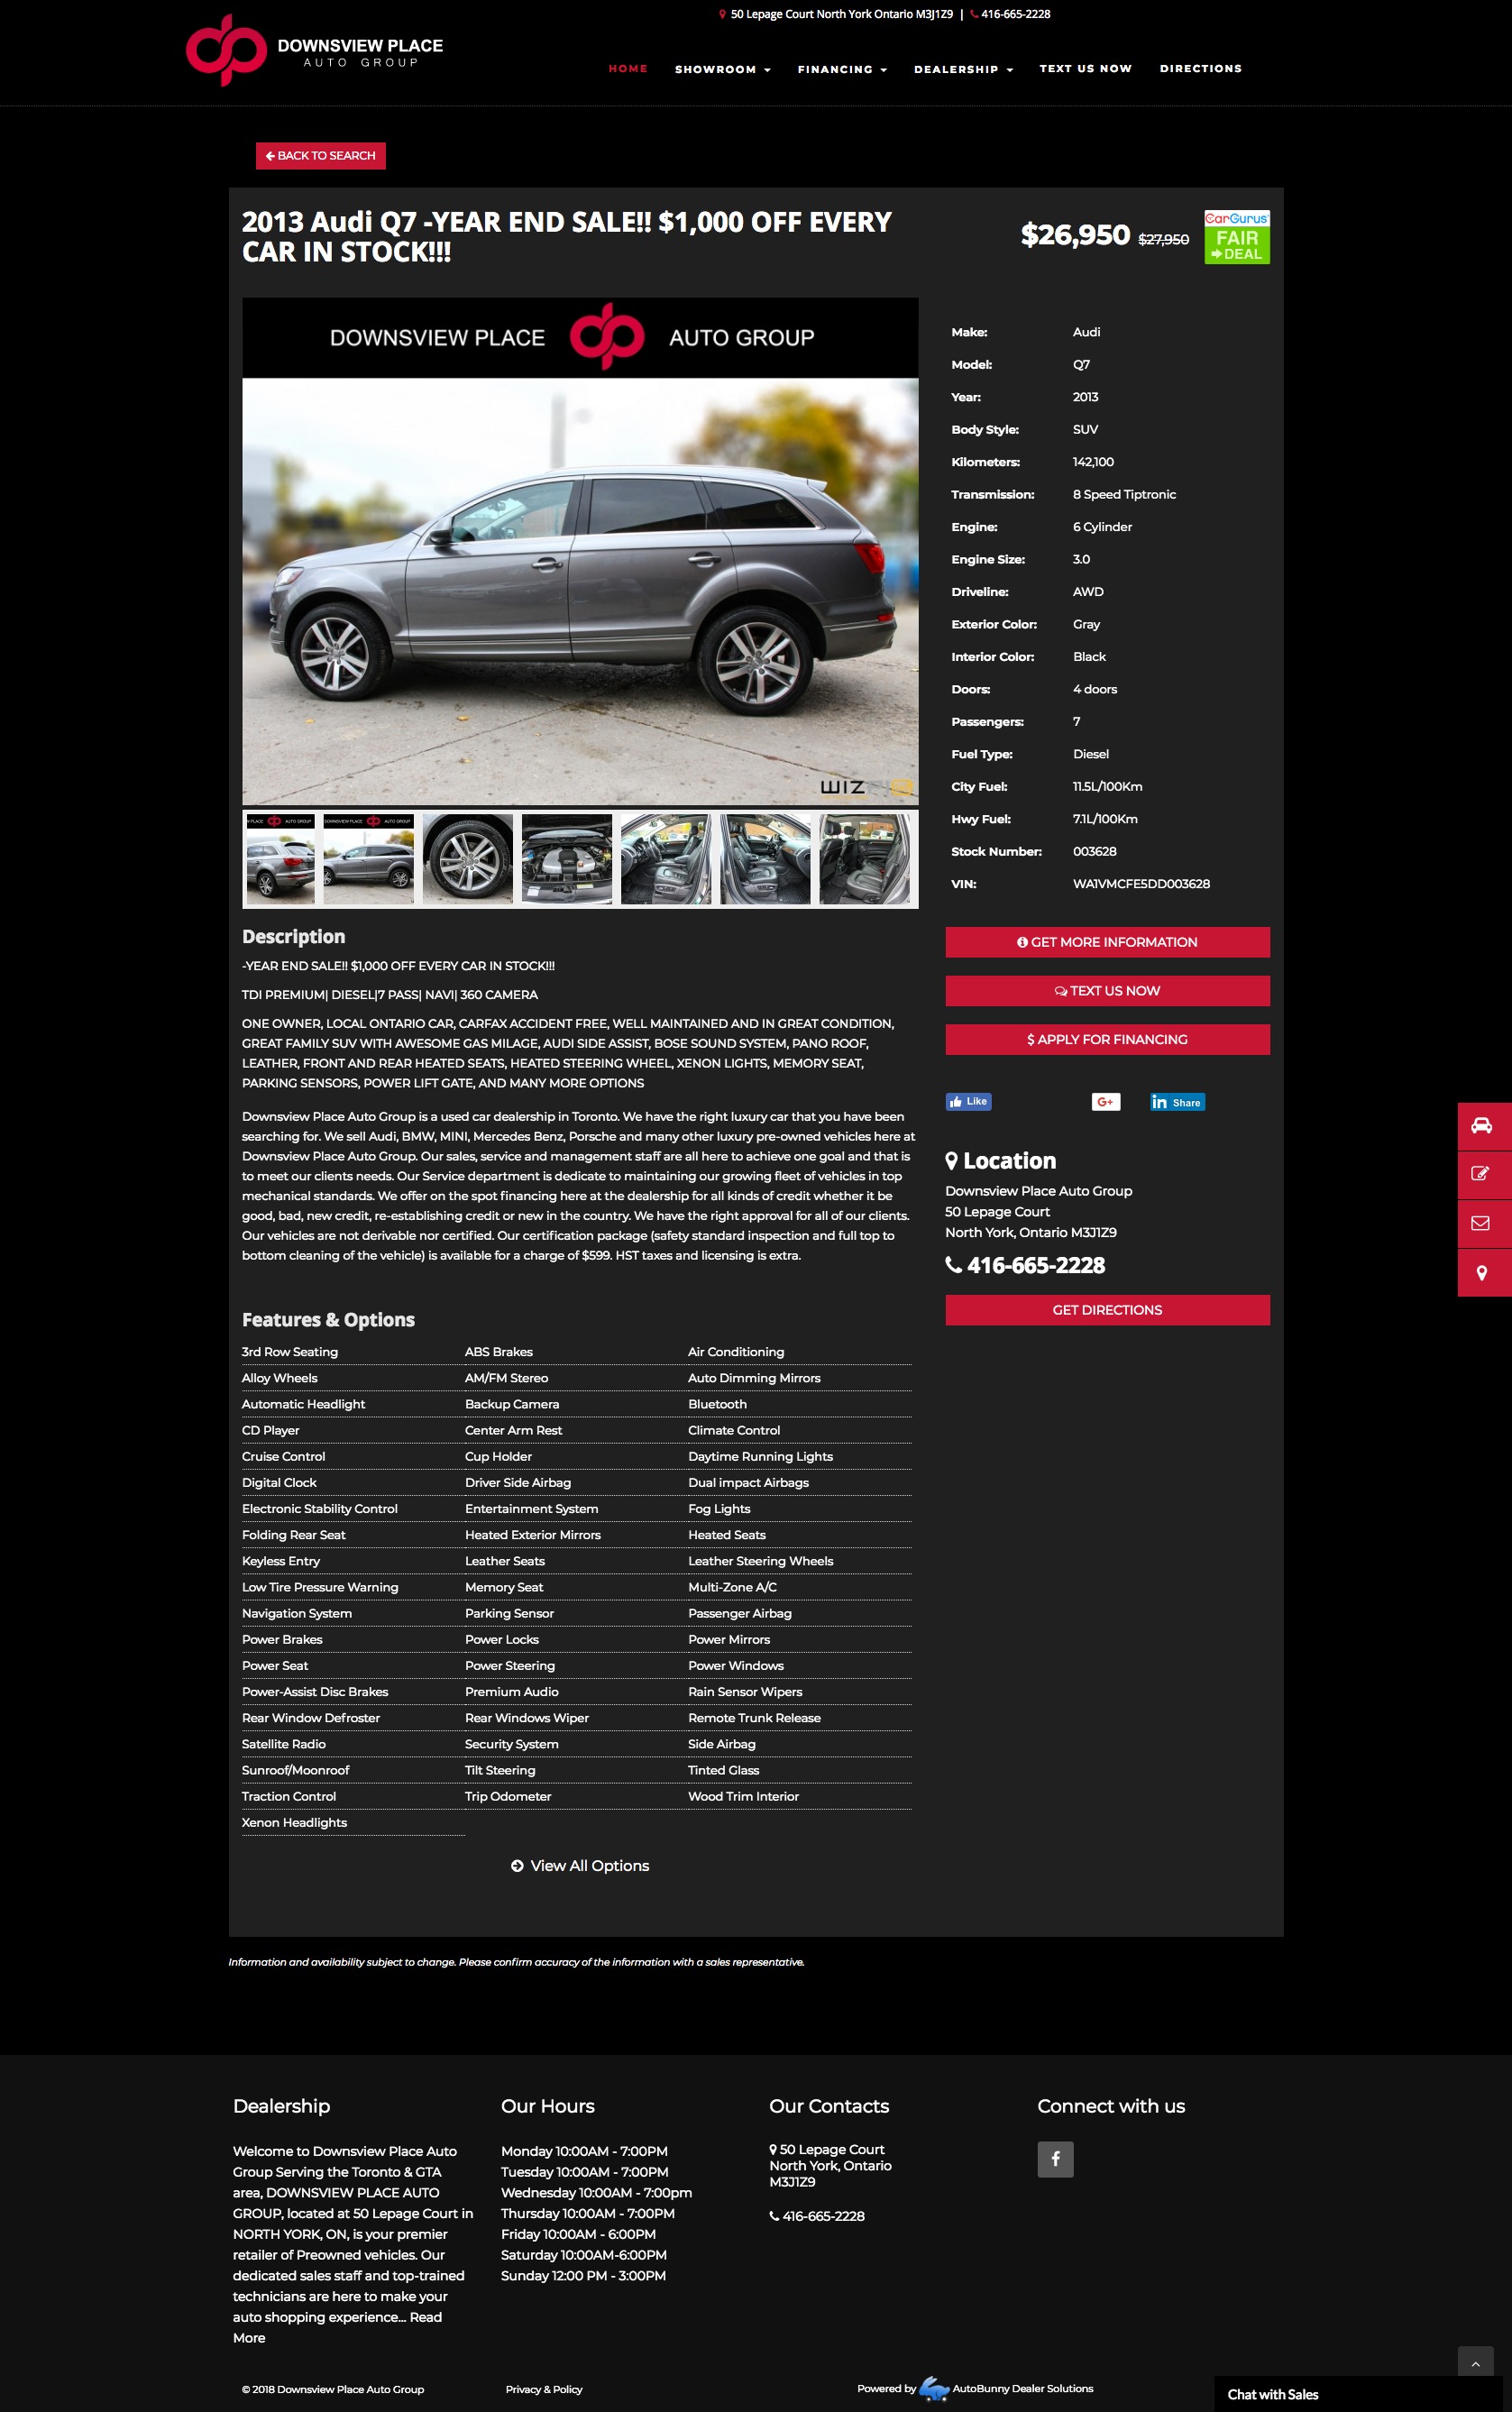 50 Lepage Court North York Ontario M3J1Z9 | 416-665-2228
DOWNSVIEW PLACE
AUTO GROUP
HOME SHOWROOM FINANCING DEALERSHIP TEXT US NOW DIRECTIONS
BACK TO SEARCH
2013 Audi Q7 -YEAR END SALE!! $1,000 OFF EVERY
CAR IN STOCK!!!
$26,950 $27,950
CarGurus
FAIR
DEAL
DOWNSVIEW PLACE dp AUTO GROUP
WIZ
Make: Audi
Model: Q7
Year: 2013
Body Style: SUV
Kilometers: 142,100
Transmission: 8 Speed Tiptronic
Engine: 6 Cylinder
Engine Size: 3.0
Driveline: AWD
Exterior Color: Gray
Interior Color: Black
Doors: 4 doors
Passengers: 7
Fuel Type: Diesel
City Fuel: 11.5L/100Km
Hwy Fuel: 7.1L/100Km
Stock Number: 003628
VIN: WA1VMCFE5DD003628
GET MORE INFORMATION
TEXT US NOW
$ APPLY FOR FINANCING
Like G+ in Share
Location
Downsview Place Auto Group
50 Lepage Court
North York, Ontario M3J1Z9
416-665-2228
GET DIRECTIONS
Description
-YEAR END SALE!! $1,000 OFF EVERY CAR IN STOCK!!!
TDI PREMIUM| DIESEL|7 PASS| NAVI| 360 CAMERA
ONE OWNER, LOCAL ONTARIO CAR, CARFAX ACCIDENT FREE, WELL MAINTAINED AND IN GREAT CONDITION,
GREAT FAMILY SUV WITH AWESOME GAS MILAGE, AUDI SIDE ASSIST, BOSE SOUND SYSTEM, PANO ROOF,
LEATHER, FRONT AND REAR HEATED SEATS, HEATED STEERING WHEEL, XENON LIGHTS, MEMORY SEAT,
PARKING SENSORS, POWER LIFT GATE, AND MANY MORE OPTIONS
Downsview Place Auto Group is a used car dealership in Toronto. We have the right luxury car that you have been
searching for. We sell Audi, BMW, MINI, Mercedes Benz, Porsche and many other luxury pre-owned vehicles here at
Downsview Place Auto Group. Our sales, service and management staff are all here to achieve one goal and that is
to meet our clients needs. Our Service department is dedicate to maintaining our growing fleet of vehicles in top
mechanical standards. We offer on the spot financing here at the dealership for all kinds of credit whether it be
good, bad, new credit, re-establishing credit or new in the country. We have the right approval for all of our clients.
Our vehicles are not derivable nor certified. Our certification package (safety standard inspection and full top to
bottom cleaning of the vehicle) is available for a charge of $599. HST taxes and licensing is extra.
Features & Options
3rd Row Seating ABS Brakes Air Conditioning
Alloy Wheels AM/FM Stereo Auto Dimming Mirrors
Automatic Headlight Backup Camera Bluetooth
CD Player Center Arm Rest Climate Control
Cruise Control Cup Holder Daytime Running Lights
Digital Clock Driver Side Airbag Dual impact Airbags
Electronic Stability Control Entertainment System Fog Lights
Folding Rear Seat Heated Exterior Mirrors Heated Seats
Keyless Entry Leather Seats Leather Steering Wheels
Low Tire Pressure Warning Memory Seat Multi-Zone A/C
Navigation System Parking Sensor Passenger Airbag
Power Brakes Power Locks Power Mirrors
Power Seat Power Steering Power Windows
Power-Assist Disc Brakes Premium Audio Rain Sensor Wipers
Rear Window Defroster Rear Windows Wiper Remote Trunk Release
Satellite Radio Security System Side Airbag
Sunroof/Moonroof Tilt Steering Tinted Glass
Traction Control Trip Odometer Wood Trim Interior
Xenon Headlights
View All Options
Information and availability subject to change. Please confirm accuracy of the information with a sales representative.
Dealership
Welcome to Downsview Place Auto
Group Serving the Toronto & GTA
area, DOWNSVIEW PLACE AUTO
GROUP, located at 50 Lepage Court in
NORTH YORK, ON, is your premier
retailer of Preowned vehicles. Our
dedicated sales staff and top-trained
technicians are here to make your
auto shopping experience... Read
More
Our Hours
Monday 10:00AM - 7:00PM
Tuesday 10:00AM - 7:00PM
Wednesday 10:00AM - 7:00pm
Thursday 10:00AM - 7:00PM
Friday 10:00AM - 6:00PM
Saturday 10:00AM-6:00PM
Sunday 12:00 PM - 3:00PM
Our Contacts
50 Lepage Court
North York, Ontario
M3J1Z9
416-665-2228
Connect with us
© 2018 Downsview Place Auto Group
Privacy & Policy
Powered by AutoBunny Dealer Solutions
Chat with Sales